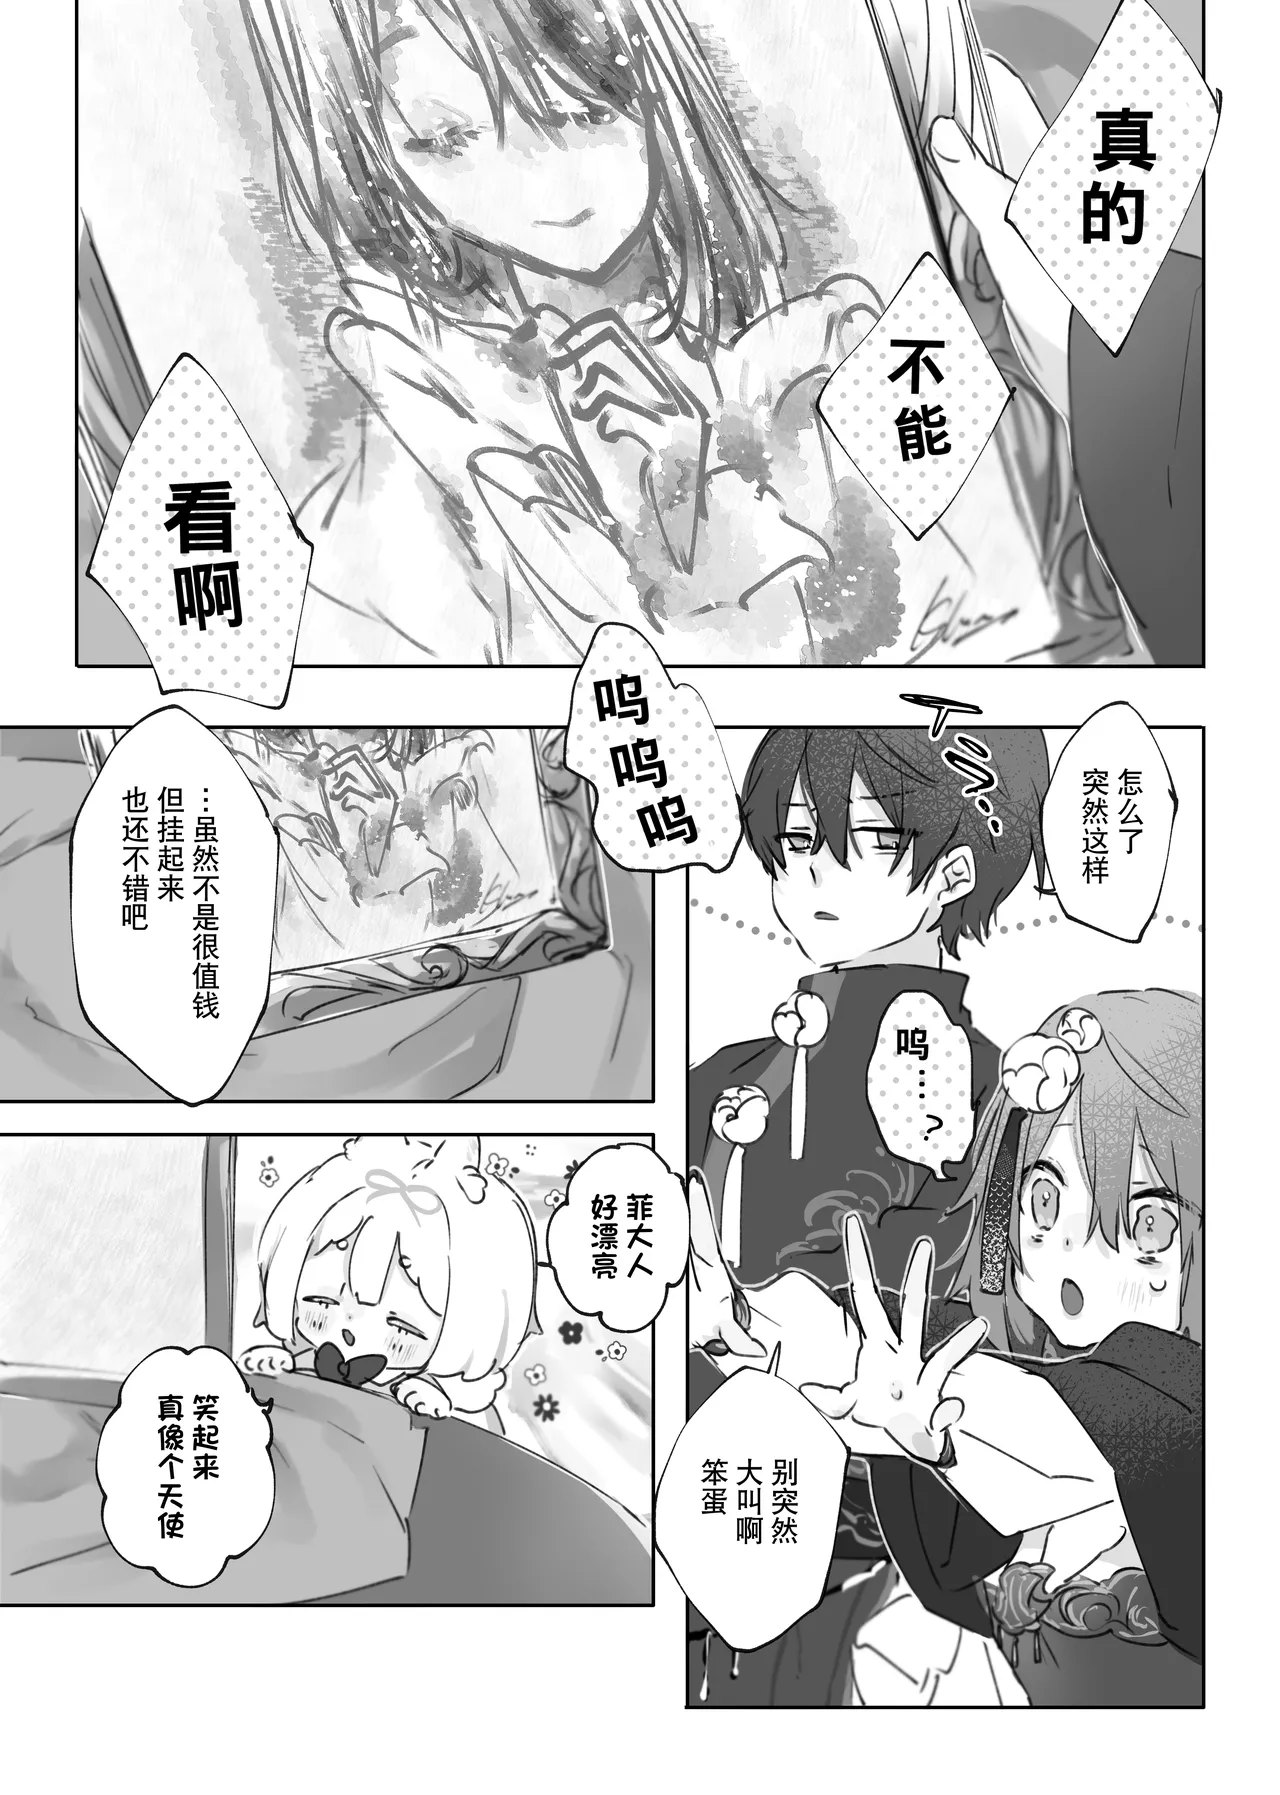 真的
不能
看啊
怎么了
突然这样
呜呜呜
呜…?
别突然
大叫啊
笨蛋
…虽然不是很值钱
但挂起来
也还不错吧
菲大人
好漂亮
笑起来
真像个天使